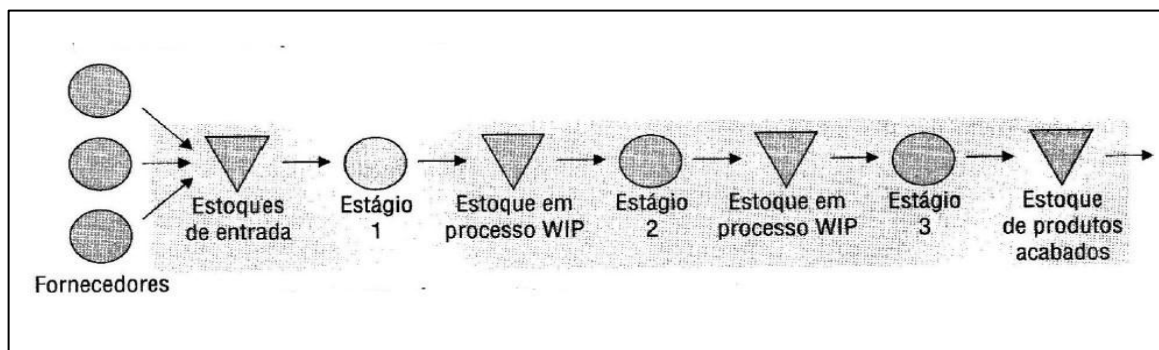 Fornecedores
Estoques
de entrada
Estágio
1
Estoque em
processo WIP
Estágio
2
Estoque em
processo WIP
Estágio
3
Estoque
de produtos
acabados